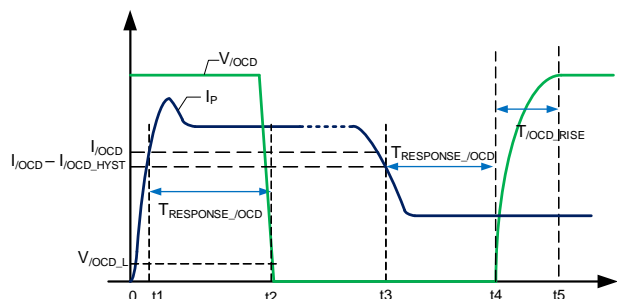 V/OCD
IP
I/OCD
I/OCD – I/OCD_HYST
TRESPONSE_/OCD
T/OCD_RISE
TRESPONSE_/OCD
V/OCD_L
0 t1 t2 t3 t4 t5